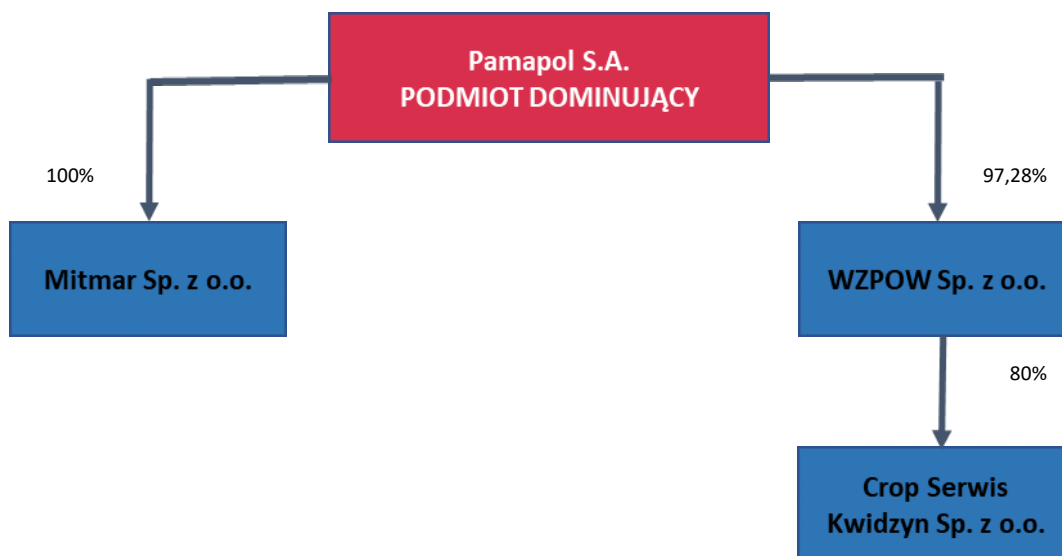 Pamapol S.A.
PODMIOT DOMINUJĄCY
100%
97,28%
Mitmar Sp. z o.o.
WZPOW Sp. z o.o.
80%
Crop Serwis
Kwidzyn Sp. z o.o.